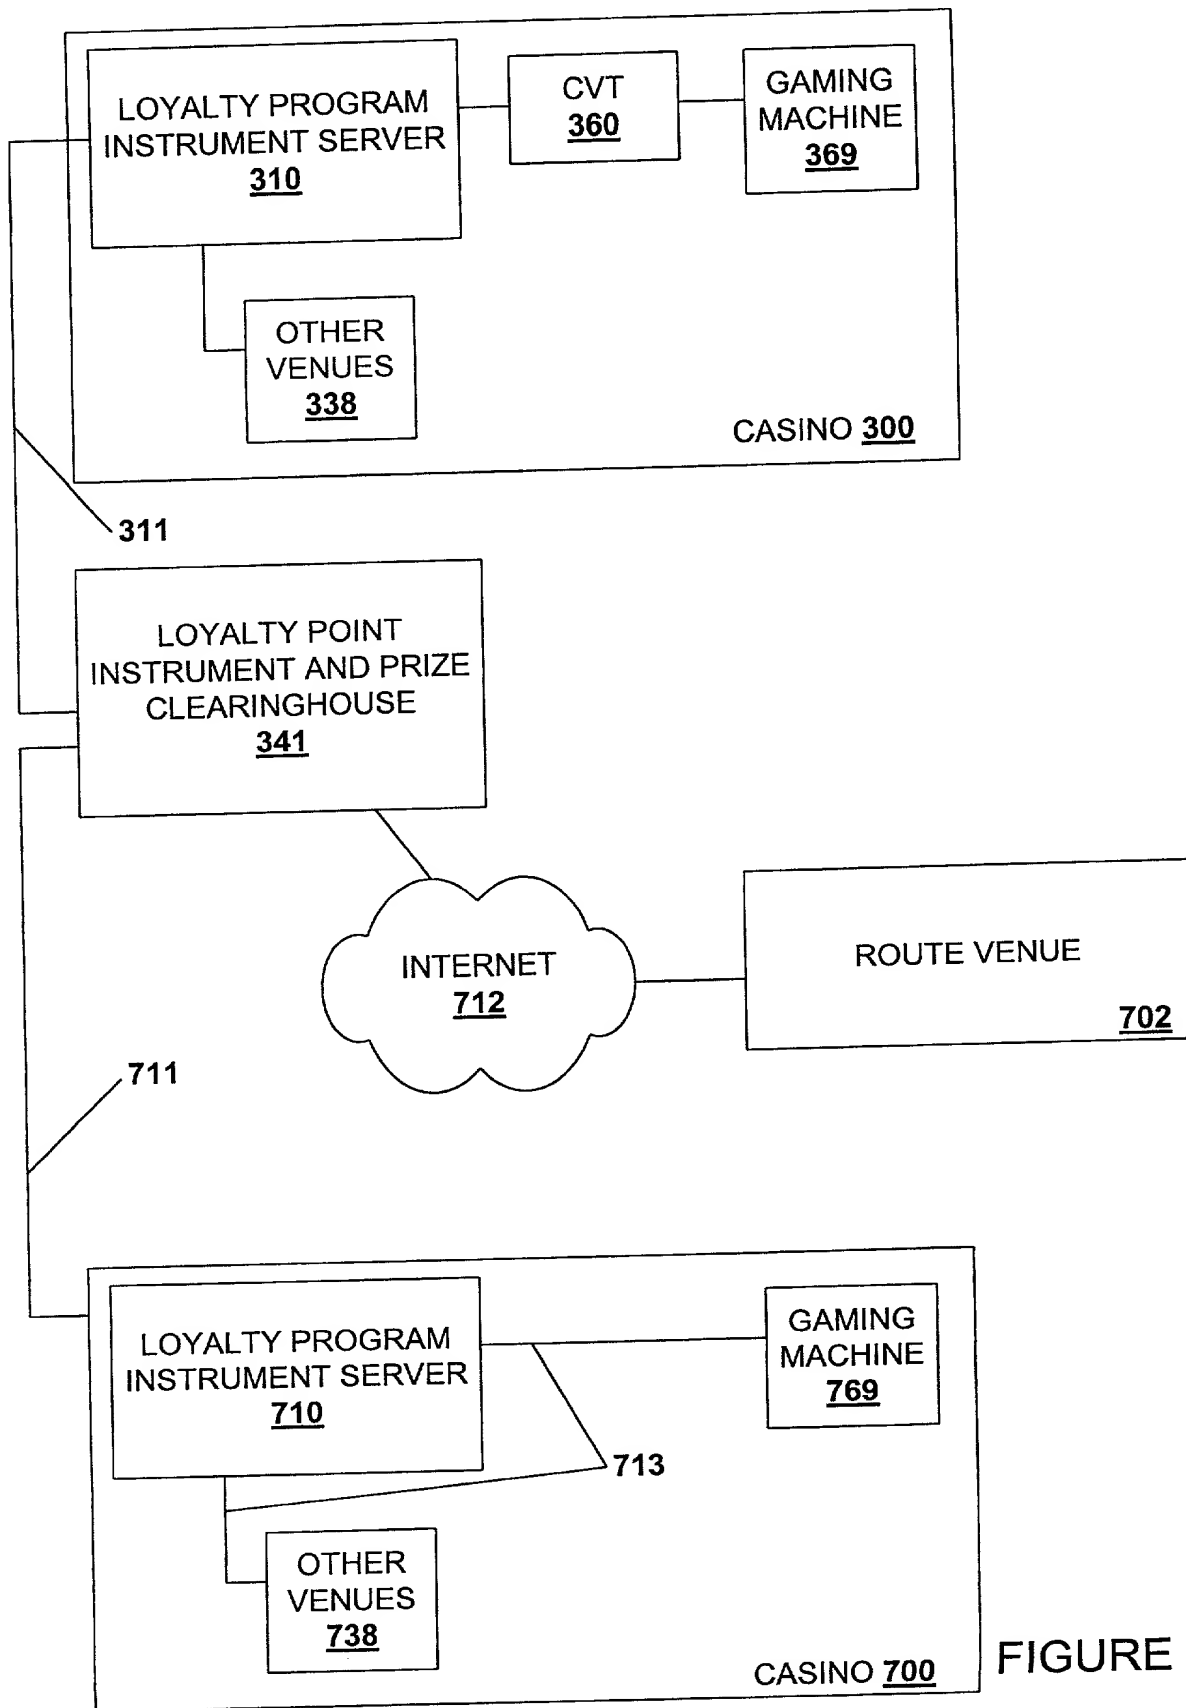 LOYALTY PROGRAM
INSTRUMENT SERVER
310
CVT
360
GAMING
MACHINE
369
OTHER
VENUES
338
CASINO 300
311
LOYALTY POINT
INSTRUMENT AND PRIZE
CLEARINGHOUSE
341
INTERNET
712
ROUTE VENUE
702
711
LOYALTY PROGRAM
INSTRUMENT SERVER
710
GAMING
MACHINE
769
713
OTHER
VENUES
738
CASINO 700
FIGURE